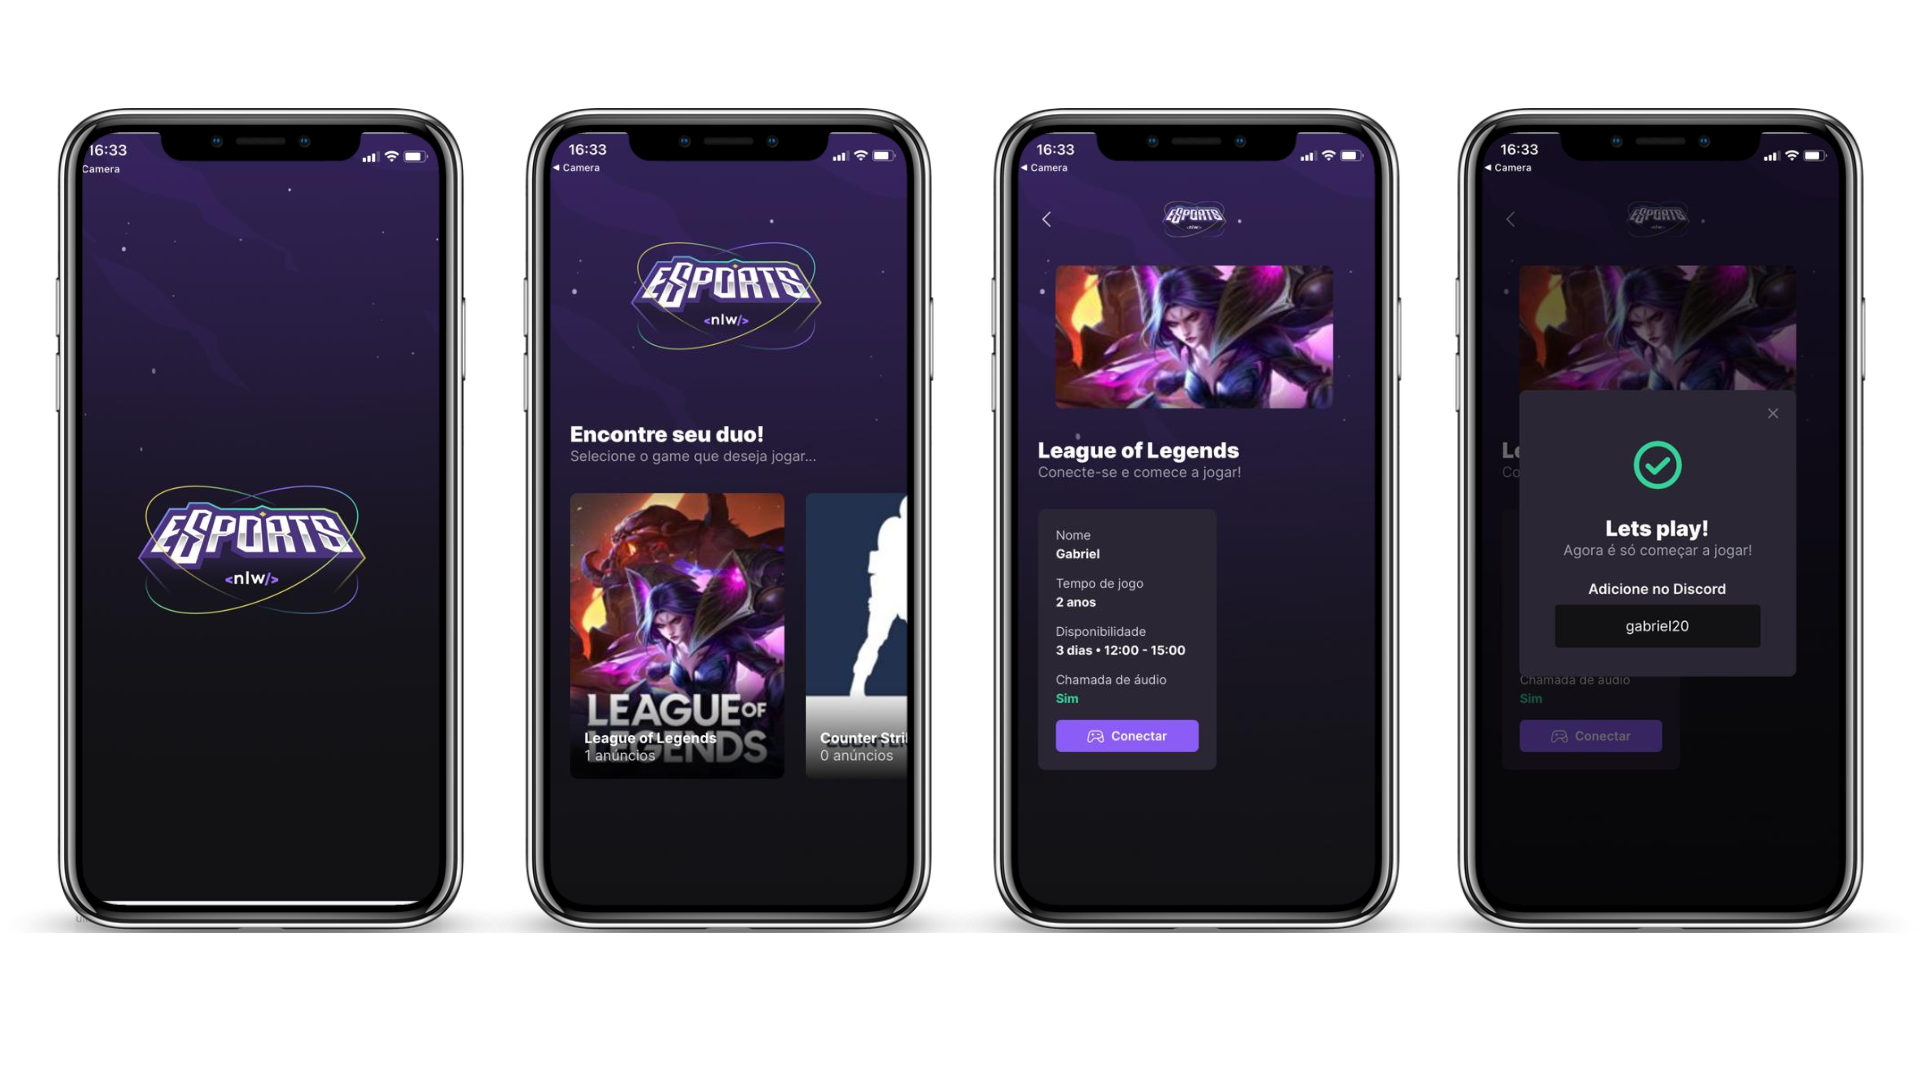 16:33
Camera
ESPORTS
<nlw/>
16:33
◂ Camera
ESPORTS
<nlw/>
Encontre seu duo!
Selecione o game que deseja jogar...
LEAGUE OF
LEGENDS
League of Legends
1 anúncios
Counter Stri
0 anúncios
16:33
◂ Camera
ESPORTS
<nlw/>
League of Legends
Conecte-se e comece a jogar!
Nome
Gabriel
Tempo de jogo
2 anos
Disponibilidade
3 dias • 12:00 - 15:00
Chamada de áudio
Sim
Conectar
16:33
◂ Camera
ESPORTS
<nlw/>
Lets play!
Agora é só começar a jogar!
Adicione no Discord
gabriel20
Chamada de áudio
Sim
Conectar